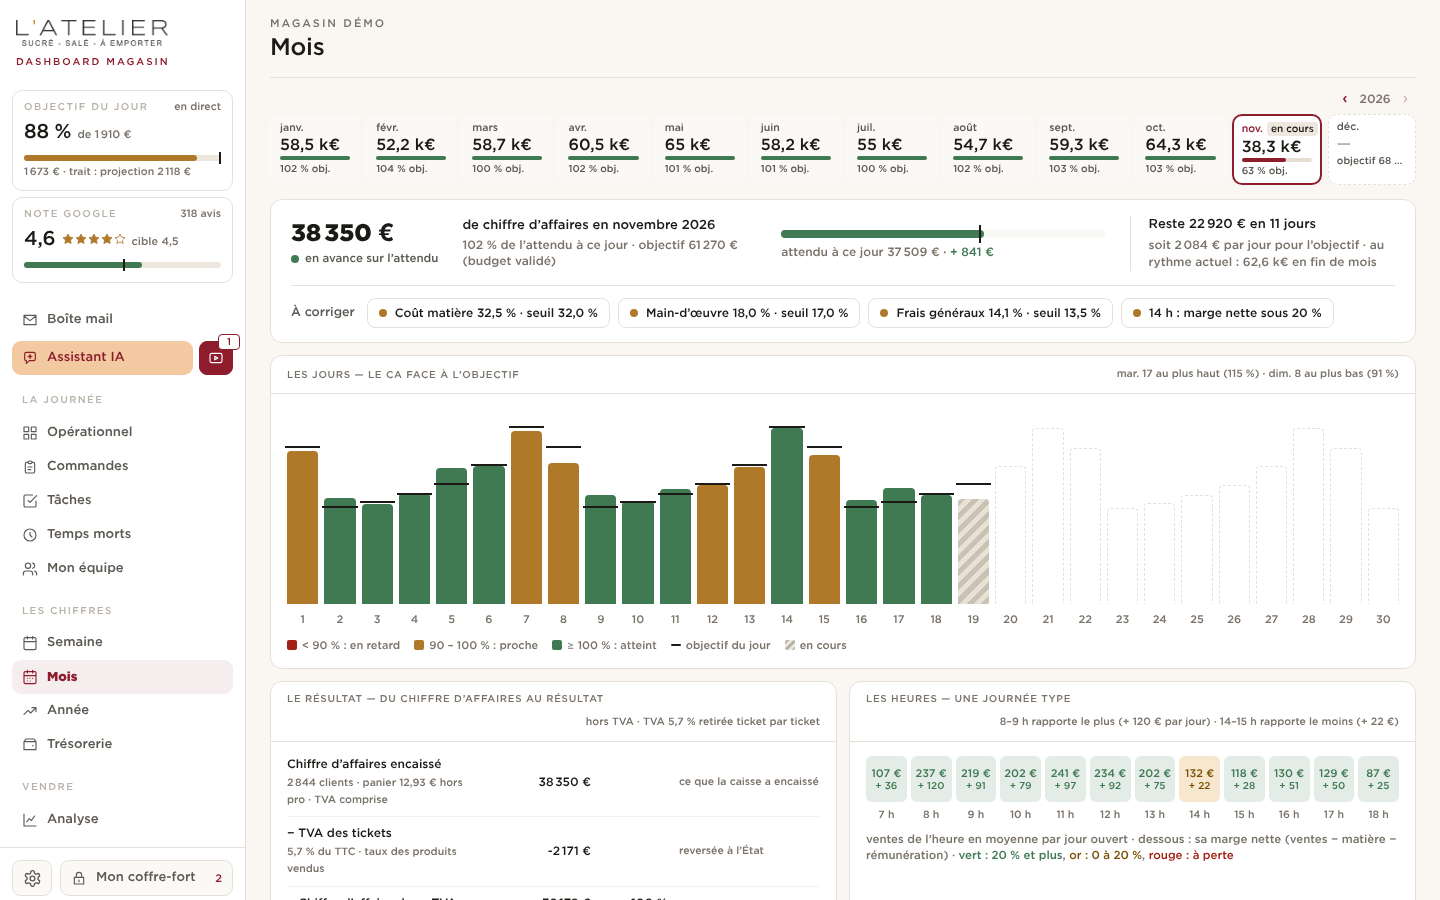 L'ATELIER
SUCRÉ - SALÉ - À EMPORTER
DASHBOARD MAGASIN
OBJECTIF DU JOUR en direct
88 % de 1 910 €
1 673 € · trait : projection 2 118 €
NOTE GOOGLE 318 avis
4,6 cible 4,5
Boîte mail
Assistant IA 1
LA JOURNÉE
Opérationnel
Commandes
Tâches
Temps morts
Mon équipe
LES CHIFFRES
Semaine
Mois
Année
Trésorerie
VENDRE
Analyse
Mon coffre-fort 2
MAGASIN DÉMO
Mois
‹ 2026 ›
janv. févr. mars avr. mai juin juil. août sept. oct. nov. en cours déc.
58,5 k€ 52,2 k€ 58,7 k€ 60,5 k€ 65 k€ 58,2 k€ 55 k€ 54,7 k€ 59,3 k€ 64,3 k€ 38,3 k€ —
102 % obj. 104 % obj. 100 % obj. 102 % obj. 101 % obj. 101 % obj. 100 % obj. 102 % obj. 103 % obj. 103 % obj. 63 % obj. objectif 68 ...
38 350 €
en avance sur l'attendu
de chiffre d'affaires en novembre 2026
102 % de l'attendu à ce jour · objectif 61 270 €
(budget validé)
attendu à ce jour 37 509 € · + 841 €
Reste 22 920 € en 11 jours
soit 2 084 € par jour pour l'objectif · au
rythme actuel : 62,6 k€ en fin de mois
À corriger
Coût matière 32,5 % · seuil 32,0 %
Main-d'œuvre 18,0 % · seuil 17,0 %
Frais généraux 14,1 % · seuil 13,5 %
14 h : marge nette sous 20 %
LES JOURS — LE CA FACE À L'OBJECTIF
mar. 17 au plus haut (115 %) · dim. 8 au plus bas (91 %)
1 2 3 4 5 6 7 8 9 10 11 12 13 14 15 16 17 18 19 20 21 22 23 24 25 26 27 28 29 30
< 90 % : en retard 90 – 100 % : proche ≥ 100 % : atteint objectif du jour en cours
LE RÉSULTAT — DU CHIFFRE D'AFFAIRES AU RÉSULTAT
hors TVA · TVA 5,7 % retirée ticket par ticket
Chiffre d'affaires encaissé
2 844 clients · panier 12,93 € hors
pro · TVA comprise
38 350 €
ce que la caisse a encaissé
− TVA des tickets
5,7 % du TTC · taux des produits
vendus
-2 171 €
reversée à l'État
LES HEURES — UNE JOURNÉE TYPE
8–9 h rapporte le plus (+ 120 € par jour) · 14–15 h rapporte le moins (+ 22 €)
107 € 237 € 219 € 202 € 241 € 234 € 202 € 132 € 118 € 130 € 129 € 87 €
+ 36 + 120 + 91 + 79 + 97 + 92 + 75 + 22 + 28 + 51 + 50 + 25
7 h 8 h 9 h 10 h 11 h 12 h 13 h 14 h 15 h 16 h 17 h 18 h
ventes de l'heure en moyenne par jour ouvert · dessous : sa marge nette (ventes − matière −
rémunération) · vert : 20 % et plus, or : 0 à 20 %, rouge : à perte